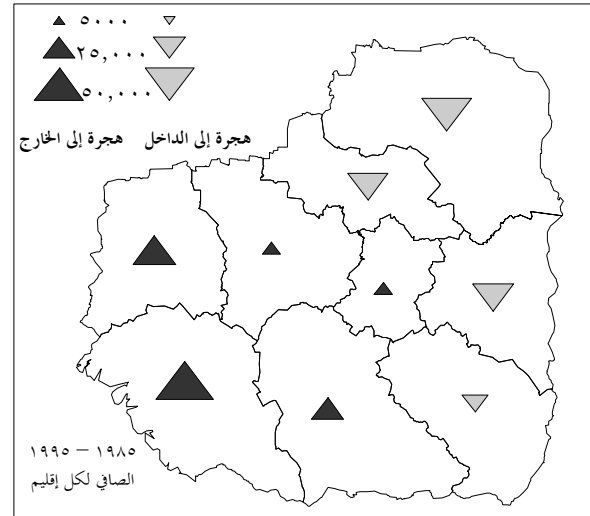 ٥٠٠٠
٢٥,٠٠٠
٥٠,٠٠٠
هجرة إلى الداخل هجرة إلى الخارج
١٩٨٥ – ١٩٩٥
الصافي لكل إقليم